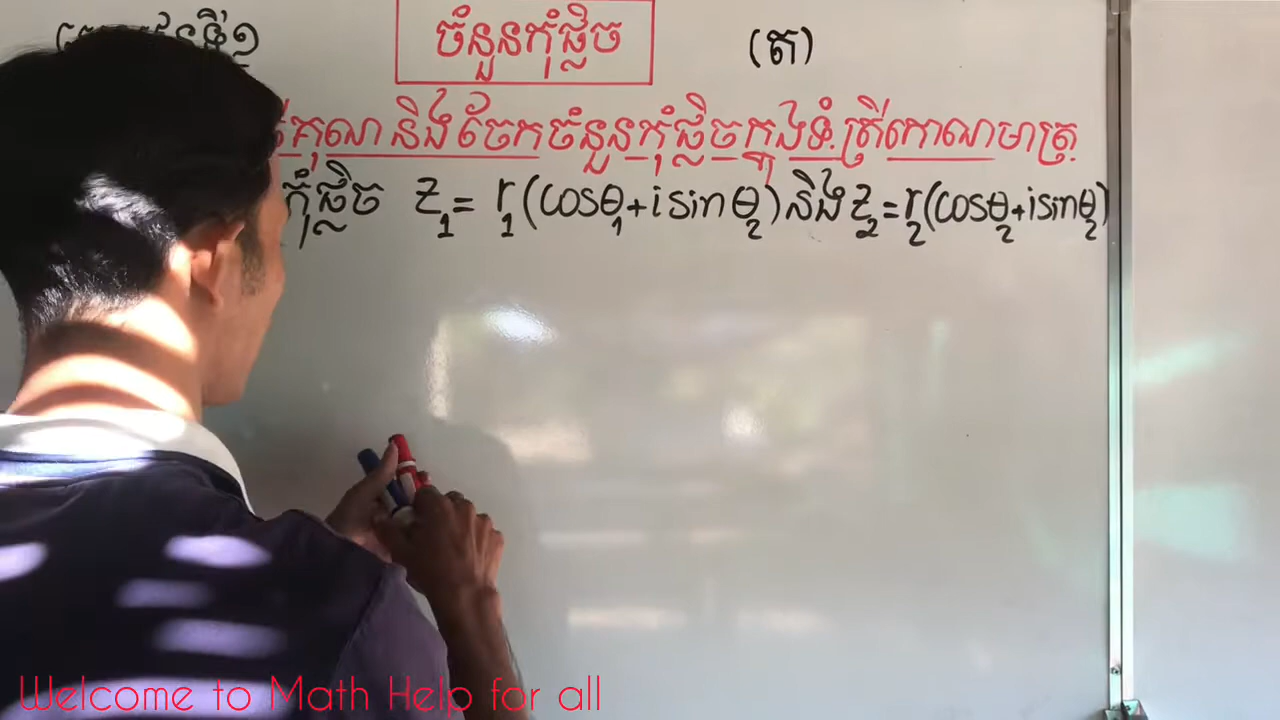 ចំនួនកុំផ្លិច (ត)
គុណ និង ចែកចំនួនកុំផ្លិចក្នុងទំរង់ត្រីកោណមាត្រ
កុំផ្លិច z₁ = r₁(cosθ₁+i sinθ₂) និង z₂ = r₂(cosθ₂+isinθ₂)
Welcome to Math Help for all